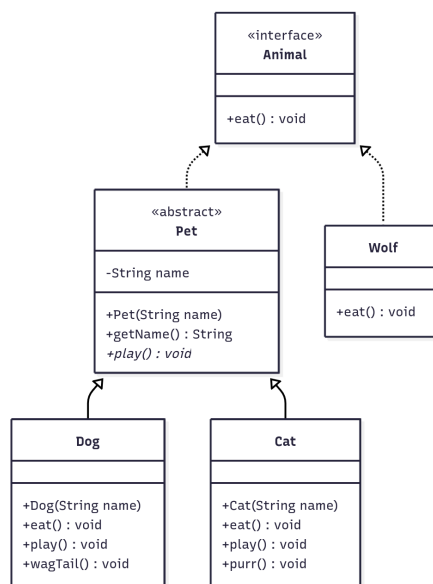 «interface»
Animal
+eat() : void
«abstract»
Pet
-String name
+Pet(String name)
+getName() : String
+play() : void
Wolf
+eat() : void
Dog
+Dog(String name)
+eat() : void
+play() : void
+wagTail() : void
Cat
+Cat(String name)
+eat() : void
+play() : void
+purr() : void